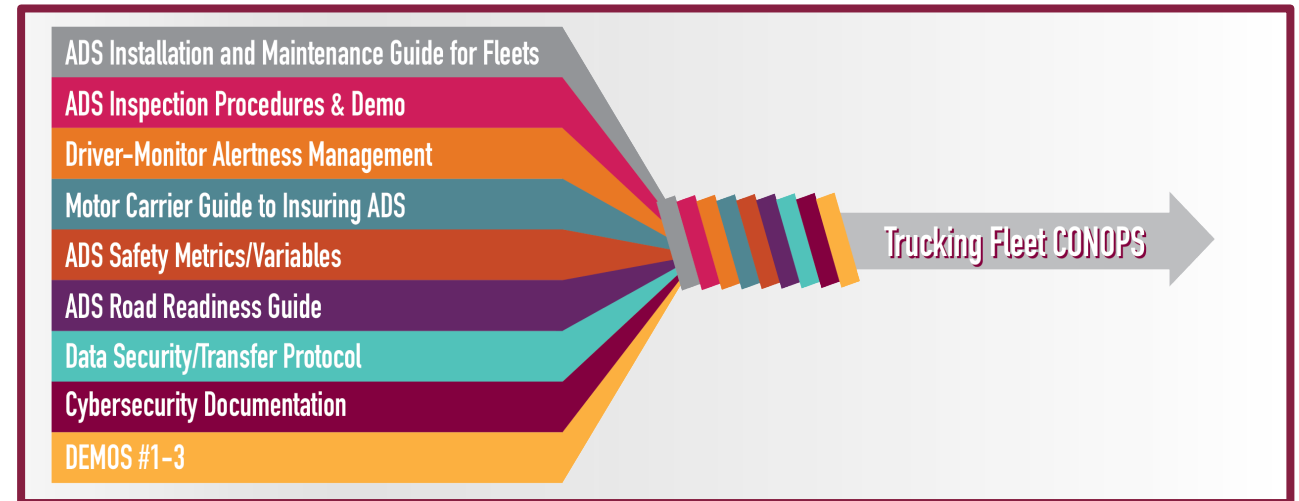 ADS Installation and Maintenance Guide for Fleets
ADS Inspection Procedures & Demo
Driver-Monitor Alertness Management
Motor Carrier Guide to Insuring ADS
ADS Safety Metrics/Variables
ADS Road Readiness Guide
Data Security/Transfer Protocol
Cybersecurity Documentation
DEMOS #1-3
Trucking Fleet CONOPS